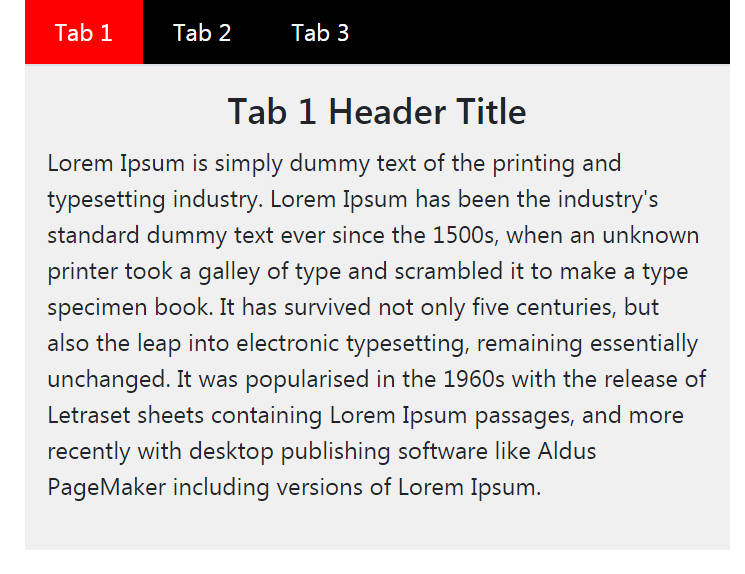 Tab 1 Tab 2 Tab 3
Tab 1 Header Title
Lorem Ipsum is simply dummy text of the printing and
typesetting industry. Lorem Ipsum has been the industry's
standard dummy text ever since the 1500s, when an unknown
printer took a galley of type and scrambled it to make a type
specimen book. It has survived not only five centuries, but
also the leap into electronic typesetting, remaining essentially
unchanged. It was popularised in the 1960s with the release of
Letraset sheets containing Lorem Ipsum passages, and more
recently with desktop publishing software like Aldus
PageMaker including versions of Lorem Ipsum.